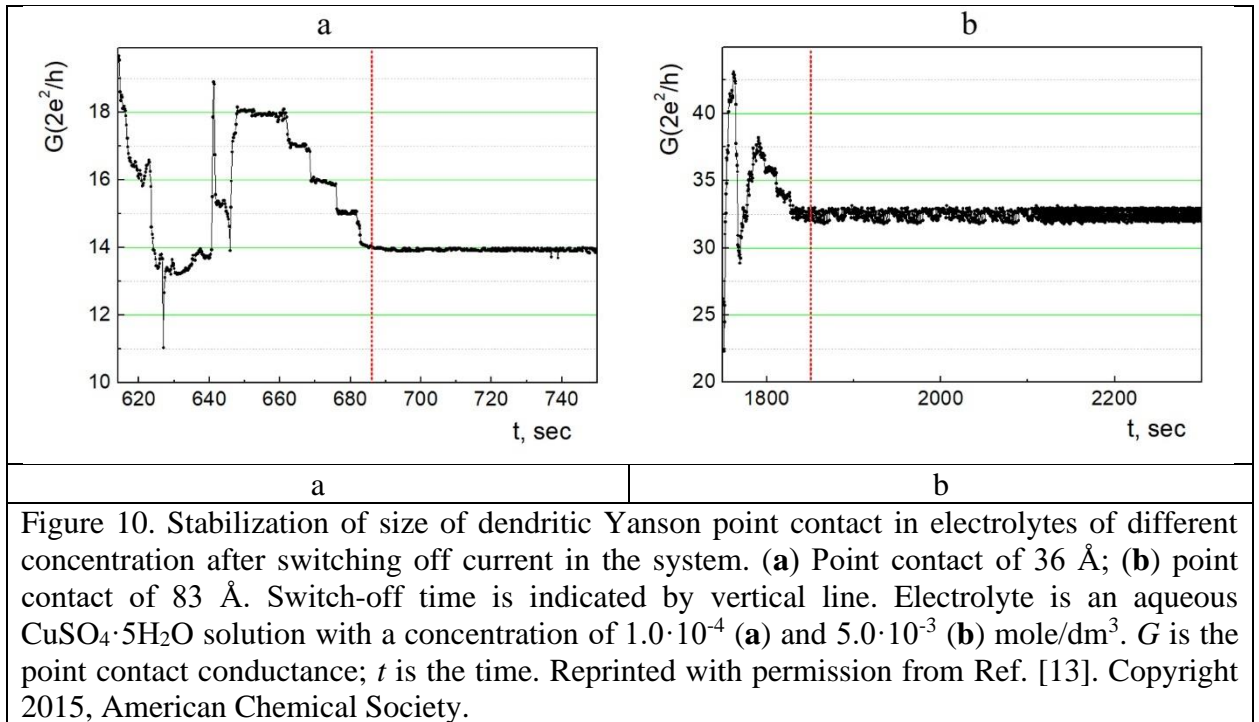 a b
G(2e²/h)
18
16
14
12
10
620 640 660 680 700 720 740
t, sec
G(2e²/h)
40
35
30
25
20
1800 2000 2200
t, sec
a b
Figure 10. Stabilization of size of dendritic Yanson point contact in electrolytes of different
concentration after switching off current in the system. (a) Point contact of 36 Å; (b) point
contact of 83 Å. Switch-off time is indicated by vertical line. Electrolyte is an aqueous
CuSO₄·5H₂O solution with a concentration of 1.0·10⁻⁴ (a) and 5.0·10⁻³ (b) mole/dm³. G is the
point contact conductance; t is the time. Reprinted with permission from Ref. [13]. Copyright
2015, American Chemical Society.